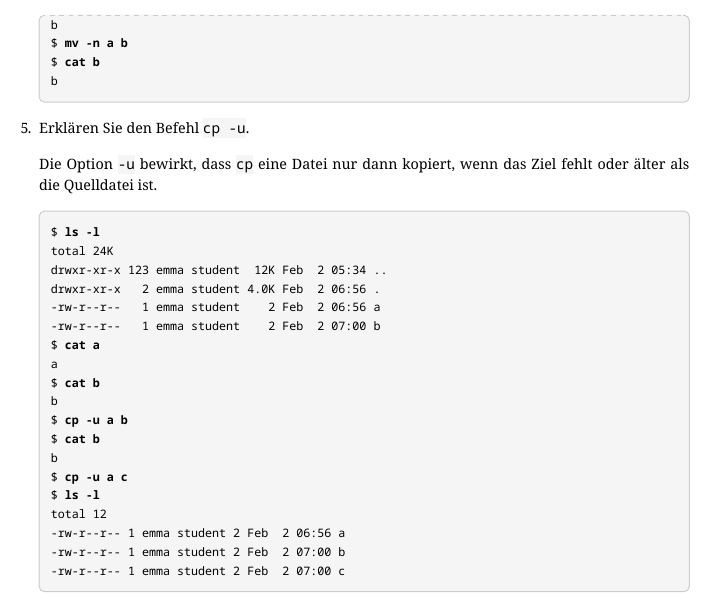 b
$ mv -n a b
$ cat b
b
5. Erklären Sie den Befehl cp -u.
Die Option -u bewirkt, dass cp eine Datei nur dann kopiert, wenn das Ziel fehlt oder älter als
die Quelldatei ist.
$ ls -l
total 24K
drwxr-xr-x 123 emma student  12K Feb  2 05:34 ..
drwxr-xr-x   2 emma student 4.0K Feb  2 06:56 .
-rw-r--r--   1 emma student    2 Feb  2 06:56 a
-rw-r--r--   1 emma student    2 Feb  2 07:00 b
$ cat a
a
$ cat b
b
$ cp -u a b
$ cat b
b
$ cp -u a c
$ ls -l
total 12
-rw-r--r-- 1 emma student 2 Feb  2 06:56 a
-rw-r--r-- 1 emma student 2 Feb  2 07:00 b
-rw-r--r-- 1 emma student 2 Feb  2 07:00 c